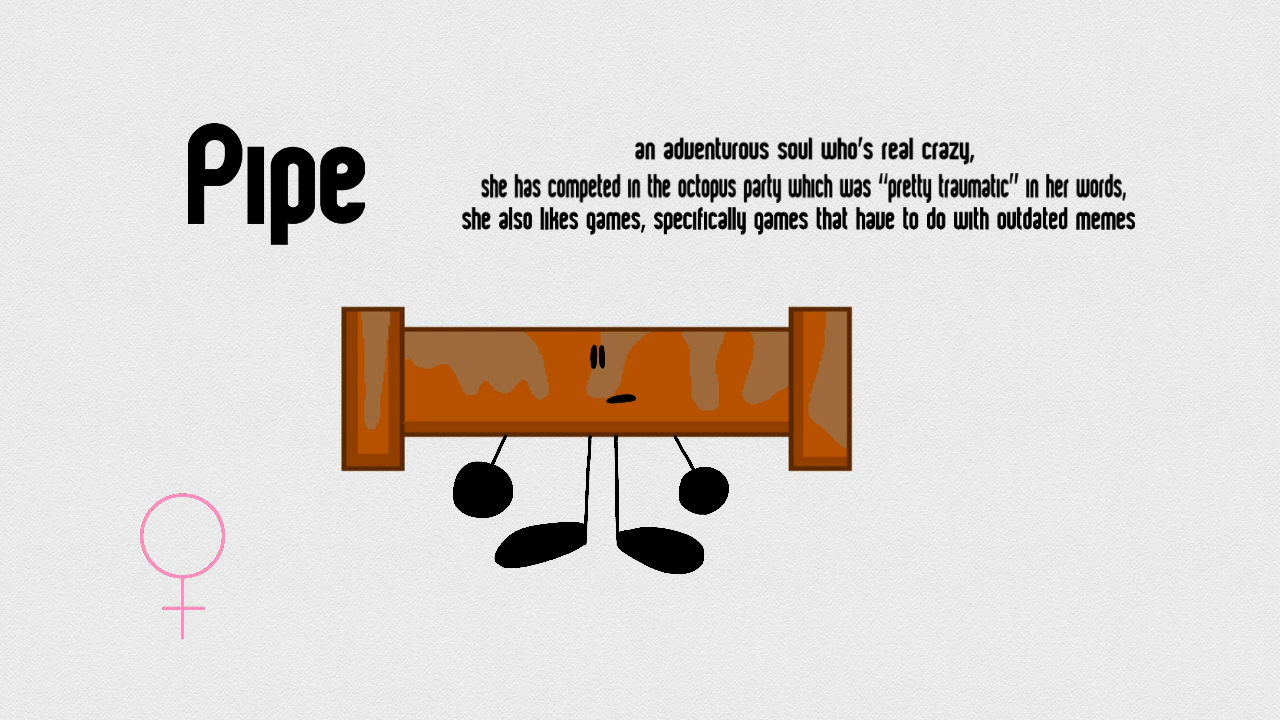 Pipe
an adventurous soul who's real crazy,
she has competed in the octopus party which was “pretty traumatic” in her words,
she also likes games, specifically games that have to do with outdated memes